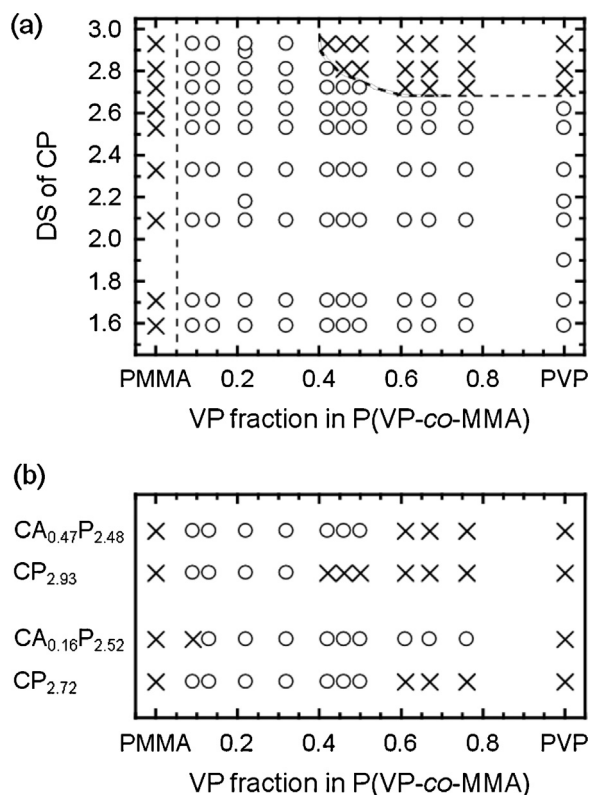 (a)
3.0
2.8
2.6
2.4
2.2
2.0
1.8
1.6
DS of CP
PMMA 0.2 0.4 0.6 0.8 PVP
VP fraction in P(VP-co-MMA)
(b)
CA0.47P2.48
CP2.93
CA0.16P2.52
CP2.72
PMMA 0.2 0.4 0.6 0.8 PVP
VP fraction in P(VP-co-MMA)